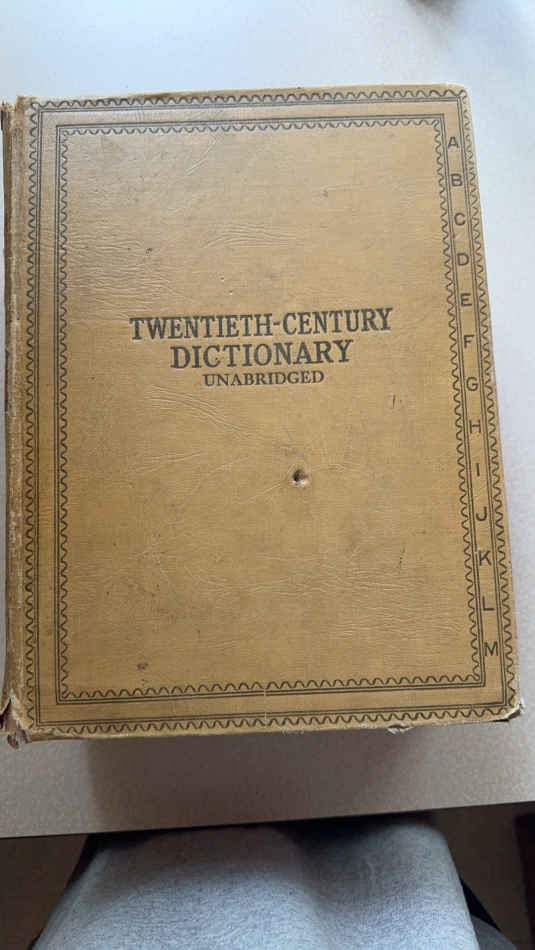 TWENTIETH-CENTURY
DICTIONARY
UNABRIDGED
A
B
C
D
E
F
G
H
I
J
K
L
M